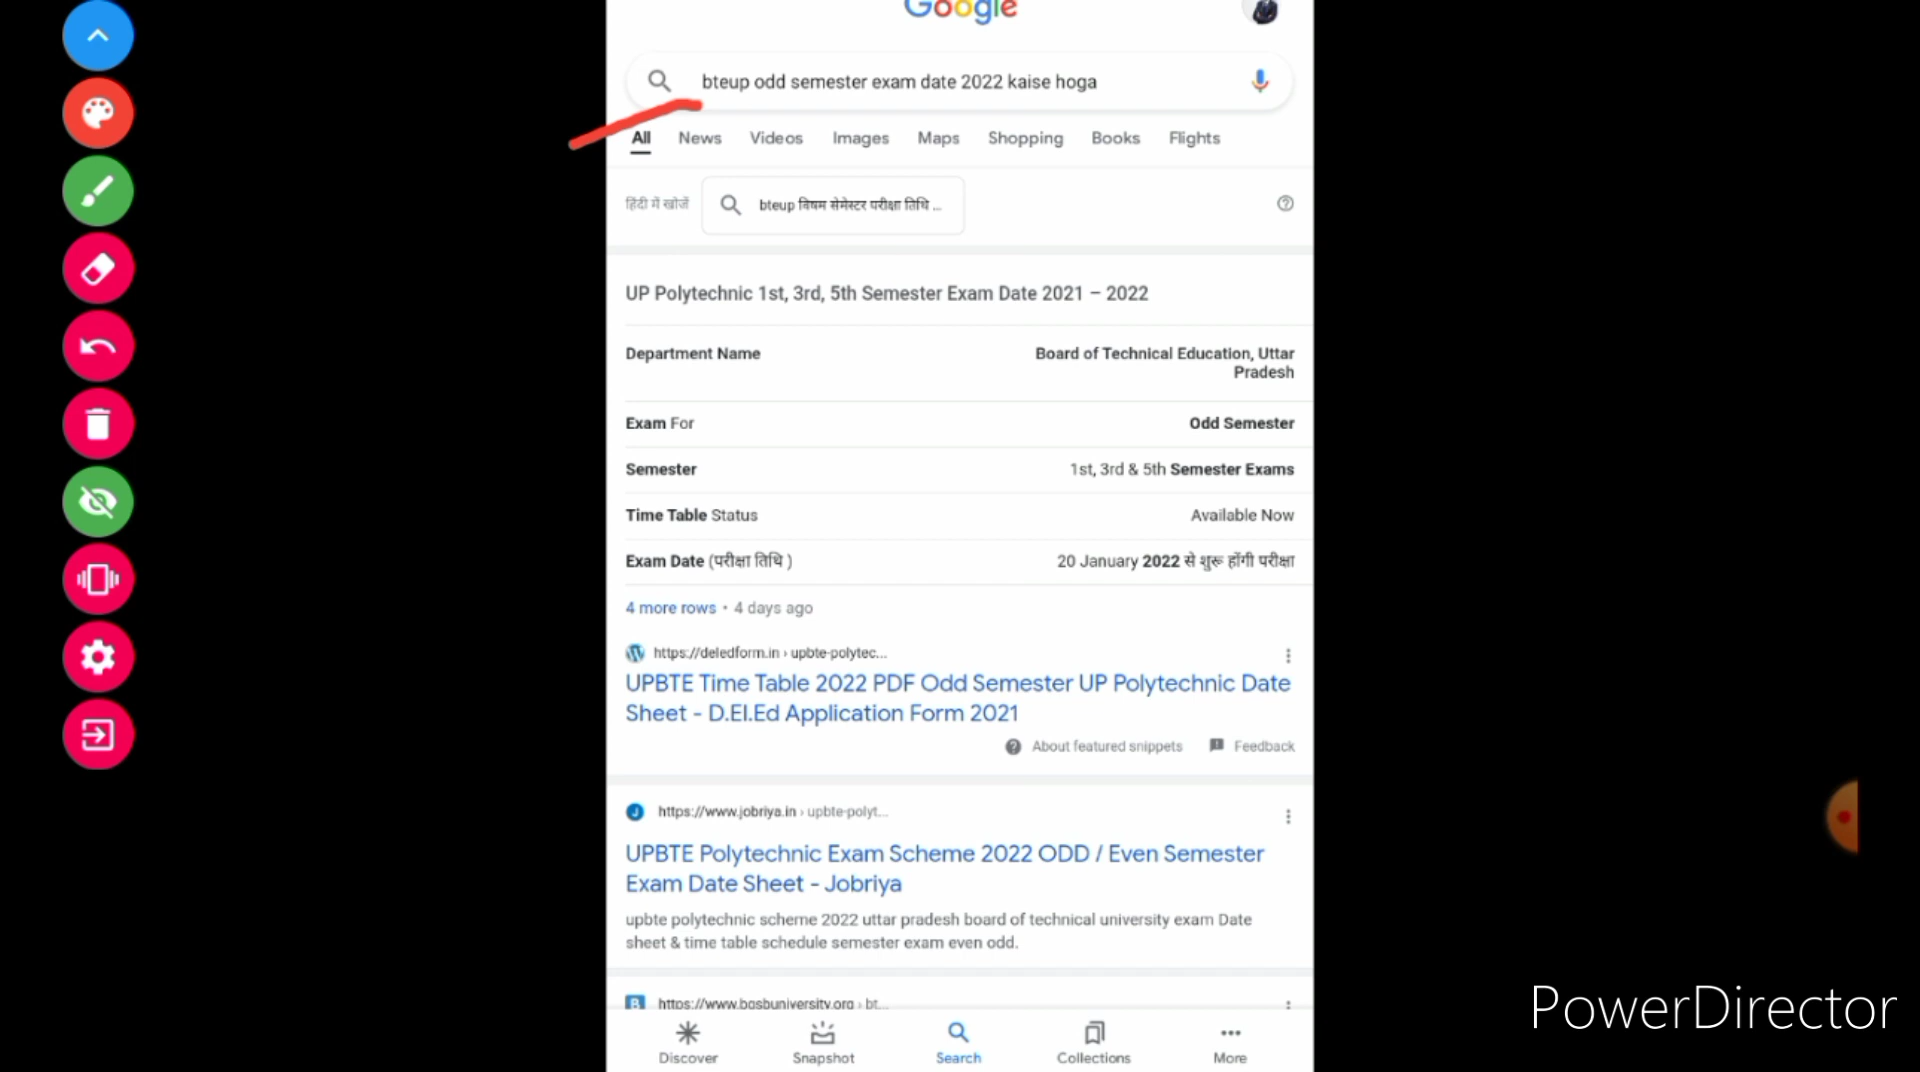 Google
bteup odd semester exam date 2022 kaise hoga
All News Videos Images Maps Shopping Books Flights
हिंदी में खोजें bteup विषम सेमेस्टर परीक्षा तिथि ...
UP Polytechnic 1st, 3rd, 5th Semester Exam Date 2021 – 2022
Department Name Board of Technical Education, Uttar
Pradesh
Exam For Odd Semester
Semester 1st, 3rd & 5th Semester Exams
Time Table Status Available Now
Exam Date (परीक्षा तिथि ) 20 January 2022 से शुरू होंगी परीक्षा
4 more rows • 4 days ago
https://deledform.in › upbte-polytec...
UPBTE Time Table 2022 PDF Odd Semester UP Polytechnic Date
Sheet - D.El.Ed Application Form 2021
About featured snippets Feedback
https://www.jobriya.in › upbte-polyt...
UPBTE Polytechnic Exam Scheme 2022 ODD / Even Semester
Exam Date Sheet - Jobriya
upbte polytechnic scheme 2022 uttar pradesh board of technical university exam Date
sheet & time table schedule semester exam even odd.
https://www.bgsbuniversity.org › bt...
Discover Snapshot Search Collections More
PowerDirector